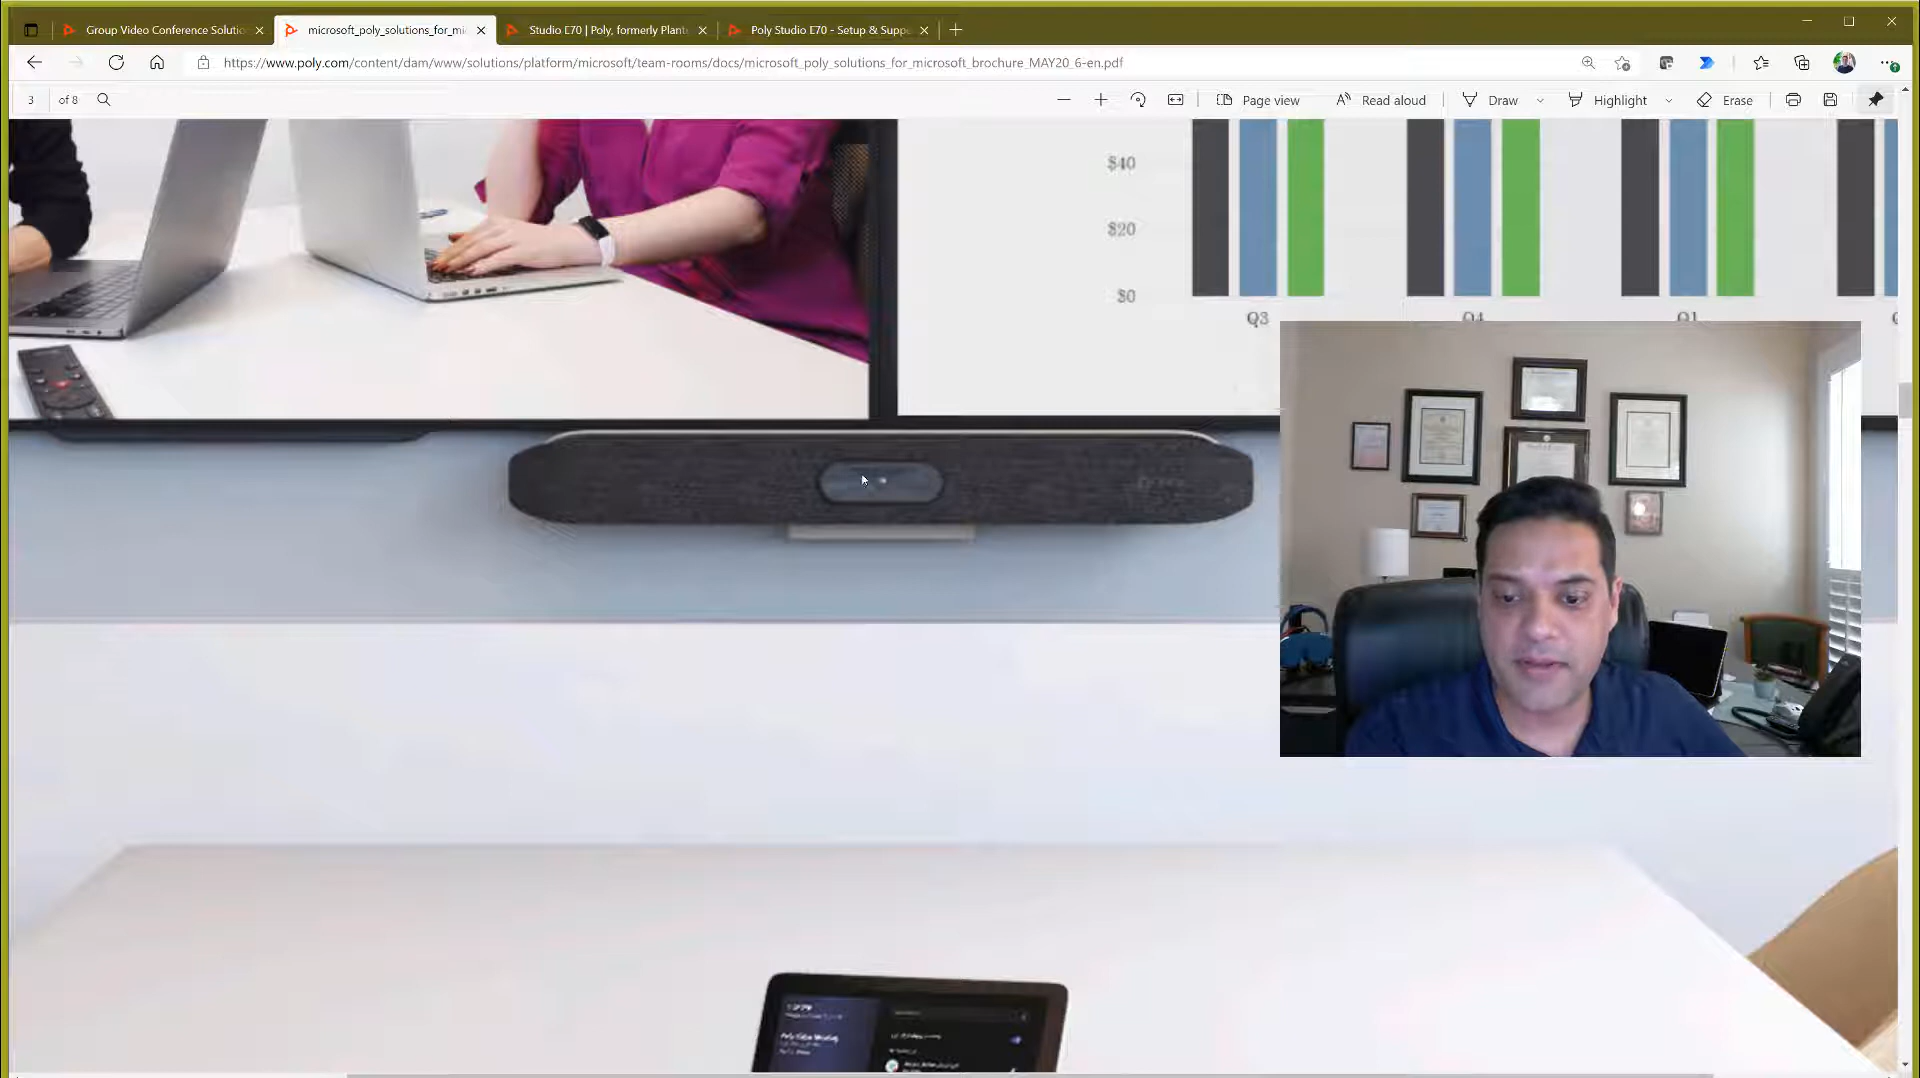 Group Video Conference Solutio
microsoft_poly_solutions_for_mi
Studio E70 | Poly, formerly Plant
Poly Studio E70 - Setup & Supp
https://www.poly.com/content/dam/www/solutions/platform/microsoft/team-rooms/docs/microsoft_poly_solutions_for_microsoft_brochure_MAY20_6-en.pdf
3 of 8
Page view
Read aloud
Draw
Highlight
Erase
$40
$20
$0
Q3 Q4 Q1